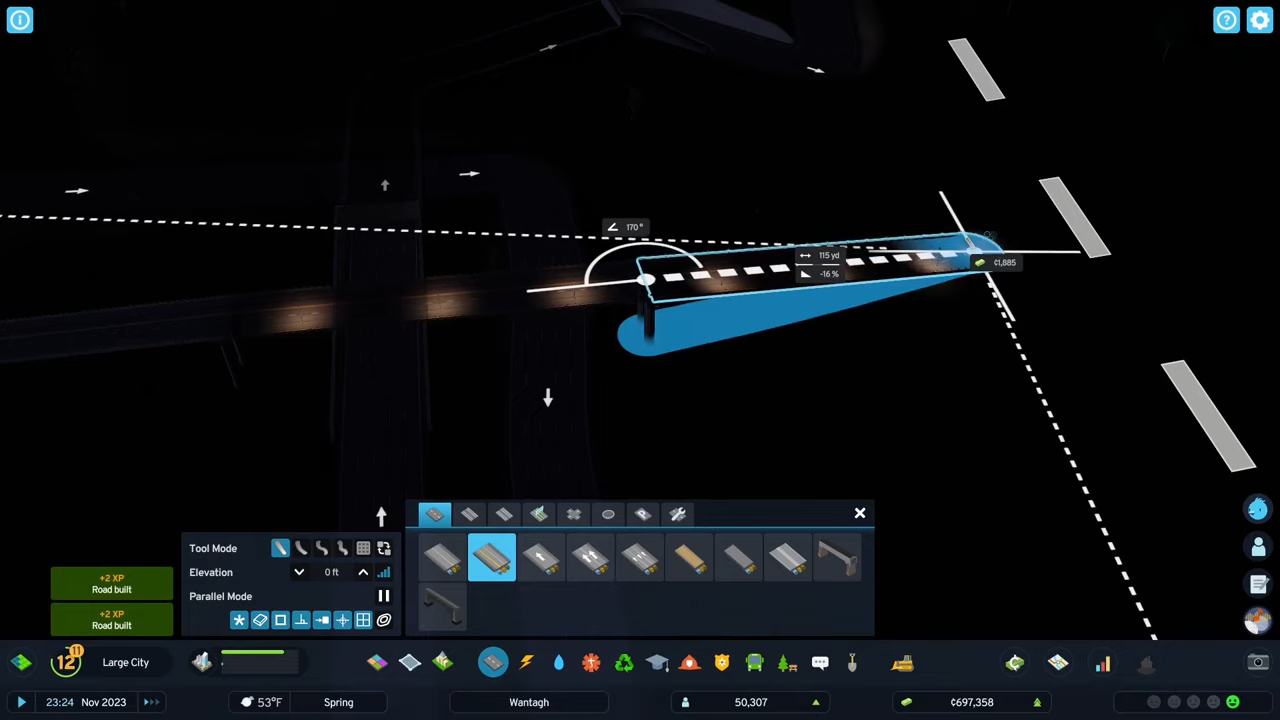 170°
115 yd
-16 %
₵1,885
Tool Mode
Elevation
0 ft
Parallel Mode
+2 XP
Road built
+2 XP
Road built
12
11
Large City
23:24 Nov 2023
53°F
Spring
Wantagh
50,307
₵697,358